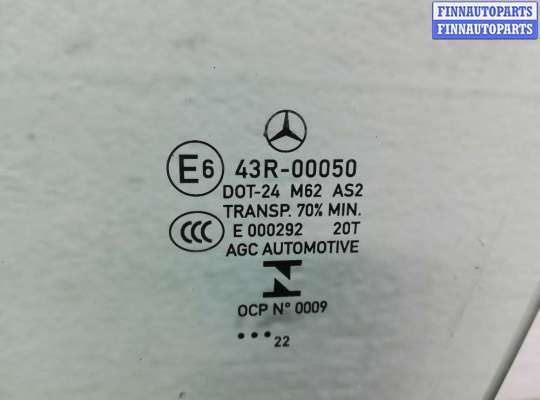 FINNAUTOPARTS
FINNAUTOPARTS
E6 43R-00050
DOT-24 M62 AS2
TRANSP. 70% MIN.
CCC E 000292 20T
AGC AUTOMOTIVE
OCP N° 0009
•••22